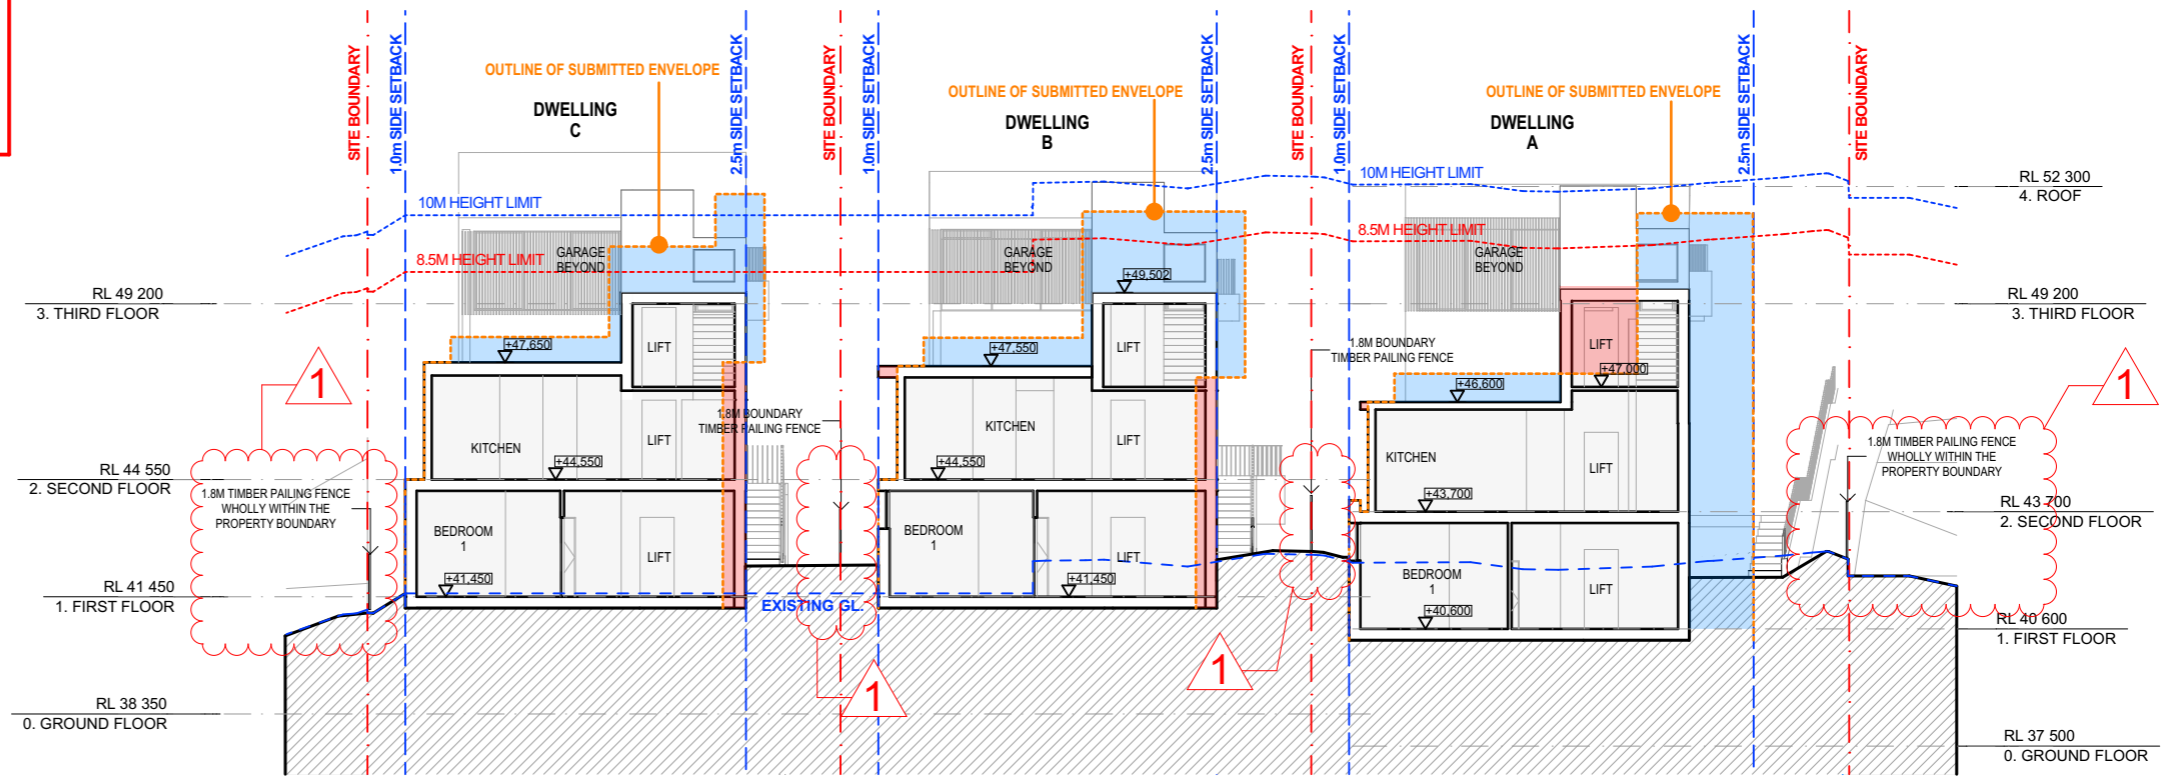 SITE BOUNDARY
1.0m SIDE SETBACK
OUTLINE OF SUBMITTED ENVELOPE
DWELLING
C
2.5m SIDE SETBACK
SITE BOUNDARY
1.0m SIDE SETBACK
OUTLINE OF SUBMITTED ENVELOPE
DWELLING
B
2.5m SIDE SETBACK
SITE BOUNDARY
1.0m SIDE SETBACK
OUTLINE OF SUBMITTED ENVELOPE
DWELLING
A
2.5m SIDE SETBACK
SITE BOUNDARY
10M HEIGHT LIMIT
10M HEIGHT LIMIT
RL 52 300
4. ROOF
8.5M HEIGHT LIMIT
8.5M HEIGHT LIMIT
GARAGE
BEYOND
GARAGE
BEYOND
GARAGE
BEYOND
+49,502
RL 49 200
3. THIRD FLOOR
RL 49 200
3. THIRD FLOOR
+47,650
LIFT
+47,550
LIFT
1.8M BOUNDARY
TIMBER PAILING FENCE
LIFT
+47,000
+46,600
1
1
1.8M BOUNDARY
TIMBER PAILING FENCE
KITCHEN
LIFT
KITCHEN
LIFT
KITCHEN
LIFT
1.8M TIMBER PAILING FENCE
WHOLLY WITHIN THE
PROPERTY BOUNDARY
RL 44 550
2. SECOND FLOOR
+44,550
+44,550
+43,700
RL 43 700
2. SECOND FLOOR
1.8M TIMBER PAILING FENCE
WHOLLY WITHIN THE
PROPERTY BOUNDARY
BEDROOM
1
LIFT
BEDROOM
1
LIFT
BEDROOM
1
LIFT
RL 41 450
1. FIRST FLOOR
+41,450
+41,450
+40,600
EXISTING GL.
RL 40 600
1. FIRST FLOOR
1
1
RL 38 350
0. GROUND FLOOR
RL 37 500
0. GROUND FLOOR